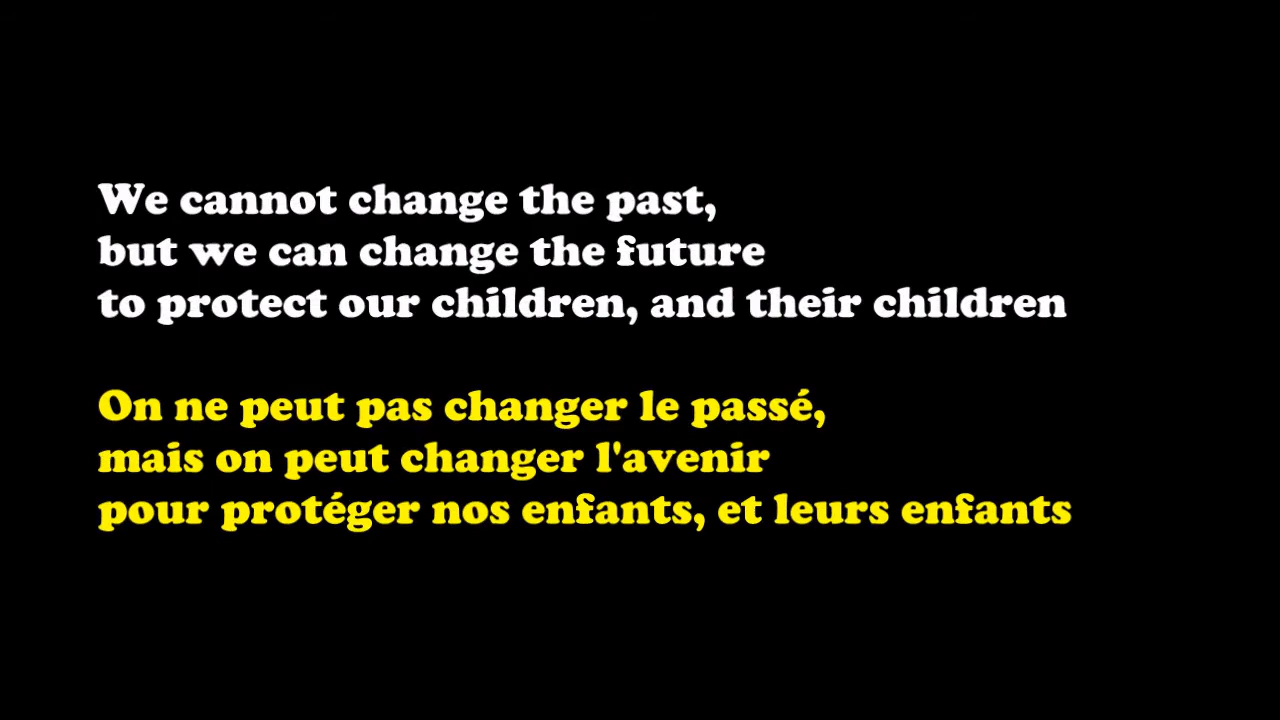 We cannot change the past,
but we can change the future
to protect our children, and their children
On ne peut pas changer le passé,
mais on peut changer l'avenir
pour protéger nos enfants, et leurs enfants